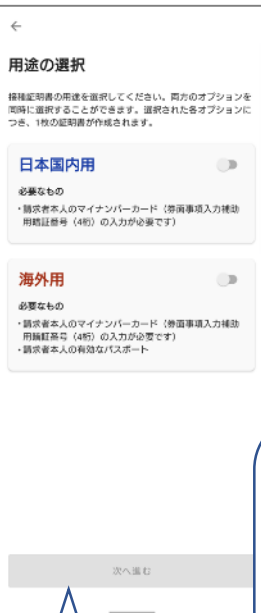 用途の選択
接種証明書の用途を選択してください。両方のオプションを
同時に選択することができます。選択された各オプションに
つき、1枚の証明書が作成されます。
日本国内用
必要なもの
・請求者本人のマイナンバーカード（券面事項入力補助
用暗証番号（4桁）の入力が必要です）
海外用
必要なもの
・請求者本人のマイナンバーカード（券面事項入力補助
用暗証番号（4桁）の入力が必要です）
・請求者本人の有効なパスポート
次へ進む